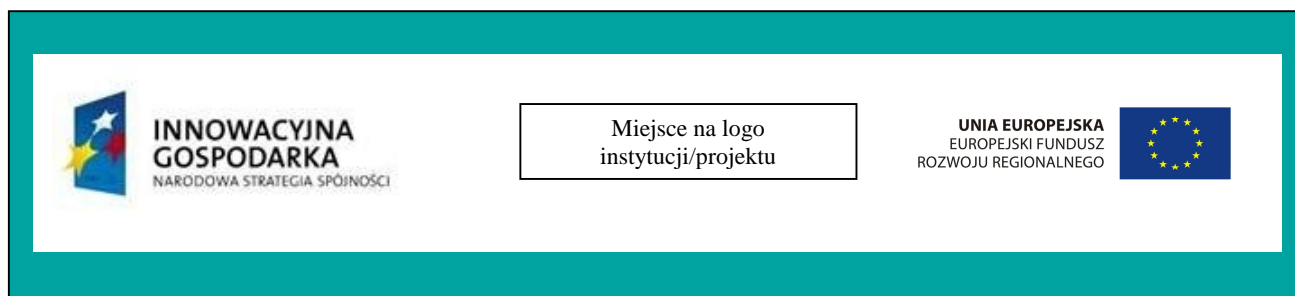 INNOWACYJNA
GOSPODARKA
NARODOWA STRATEGIA SPÓJNOŚCI
Miejsce na logo
instytucji/projektu
UNIA EUROPEJSKA
EUROPEJSKI FUNDUSZ
ROZWOJU REGIONALNEGO